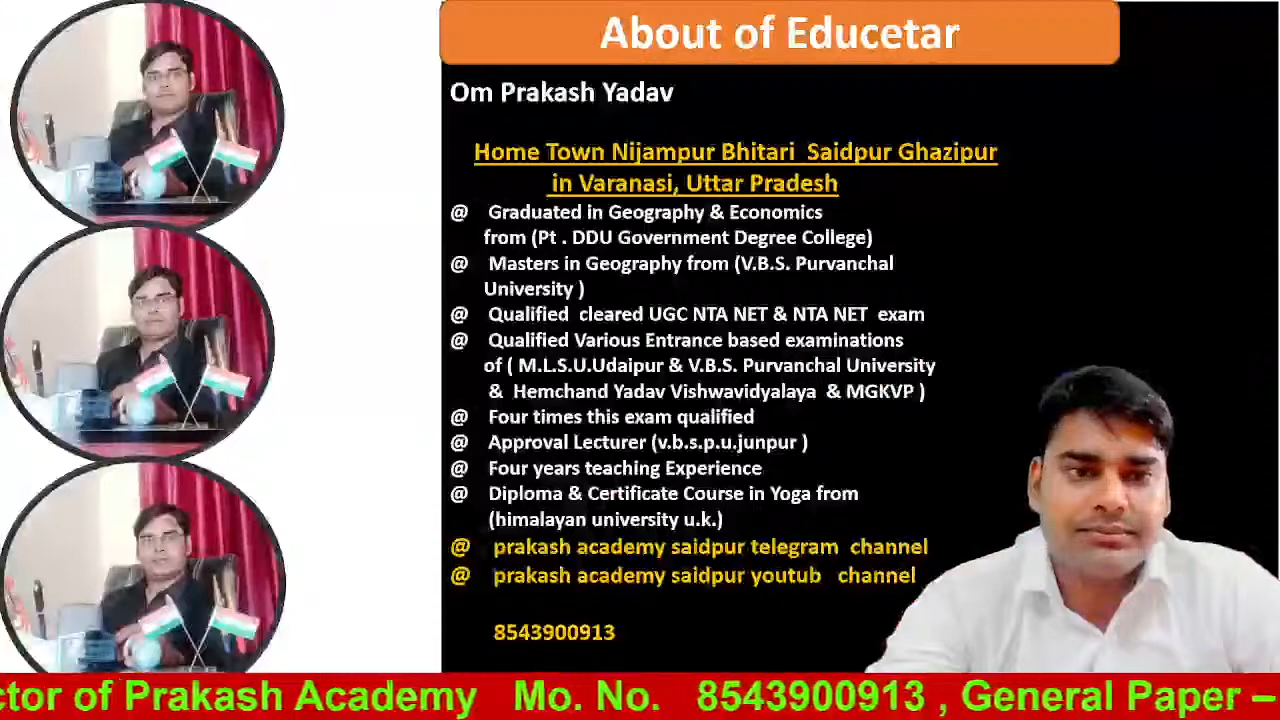 About of Educetar
Om Prakash Yadav
Home Town Nijampur Bhitari Saidpur Ghazipur
in Varanasi, Uttar Pradesh
@ Graduated in Geography & Economics
from (Pt . DDU Government Degree College)
@ Masters in Geography from (V.B.S. Purvanchal
University )
@ Qualified cleared UGC NTA NET & NTA NET exam
@ Qualified Various Entrance based examinations
of ( M.L.S.U.Udaipur & V.B.S. Purvanchal University
& Hemchand Yadav Vishwavidyalaya & MGKVP )
@ Four times this exam qualified
@ Approval Lecturer (v.b.s.p.u.junpur )
@ Four years teaching Experience
@ Diploma & Certificate Course in Yoga from
(himalayan university u.k.)
@ prakash academy saidpur telegram channel
@ prakash academy saidpur youtub channel
8543900913
ctor of Prakash Academy Mo. No. 8543900913 , General Paper –